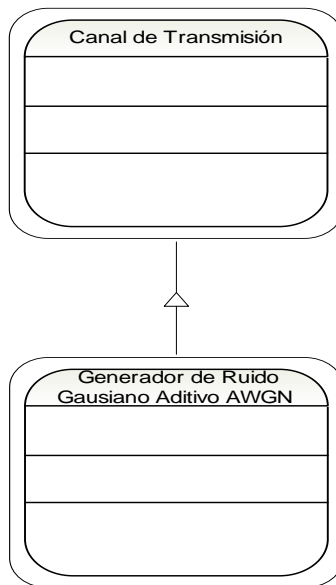 Canal de Transmisión
Generador de Ruido
Gausiano Aditivo AWGN